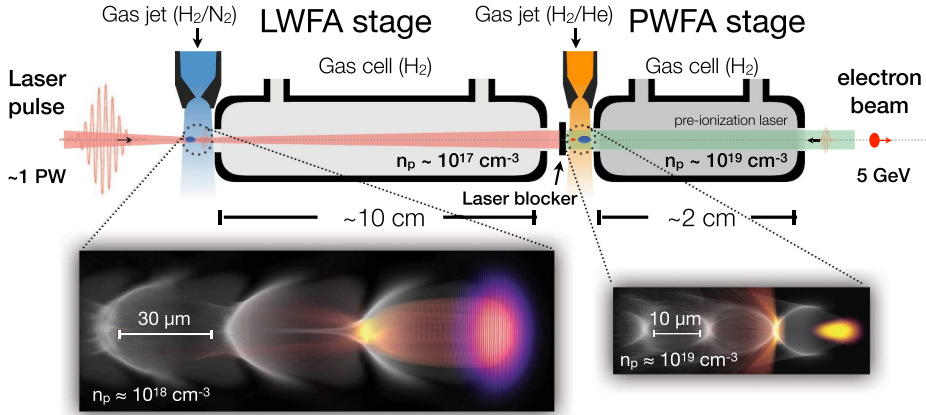 Gas jet (H2/N2)
LWFA stage
Gas jet (H2/He)
PWFA stage
Laser
pulse
Gas cell (H2)
Gas cell (H2)
electron
beam
pre-ionization laser
~1 PW
np ~ 10^17 cm-3
np ~ 10^19 cm-3
5 GeV
Laser blocker
~10 cm
~2 cm
30 µm
np ≈ 10^18 cm-3
10 µm
np ≈ 10^19 cm-3